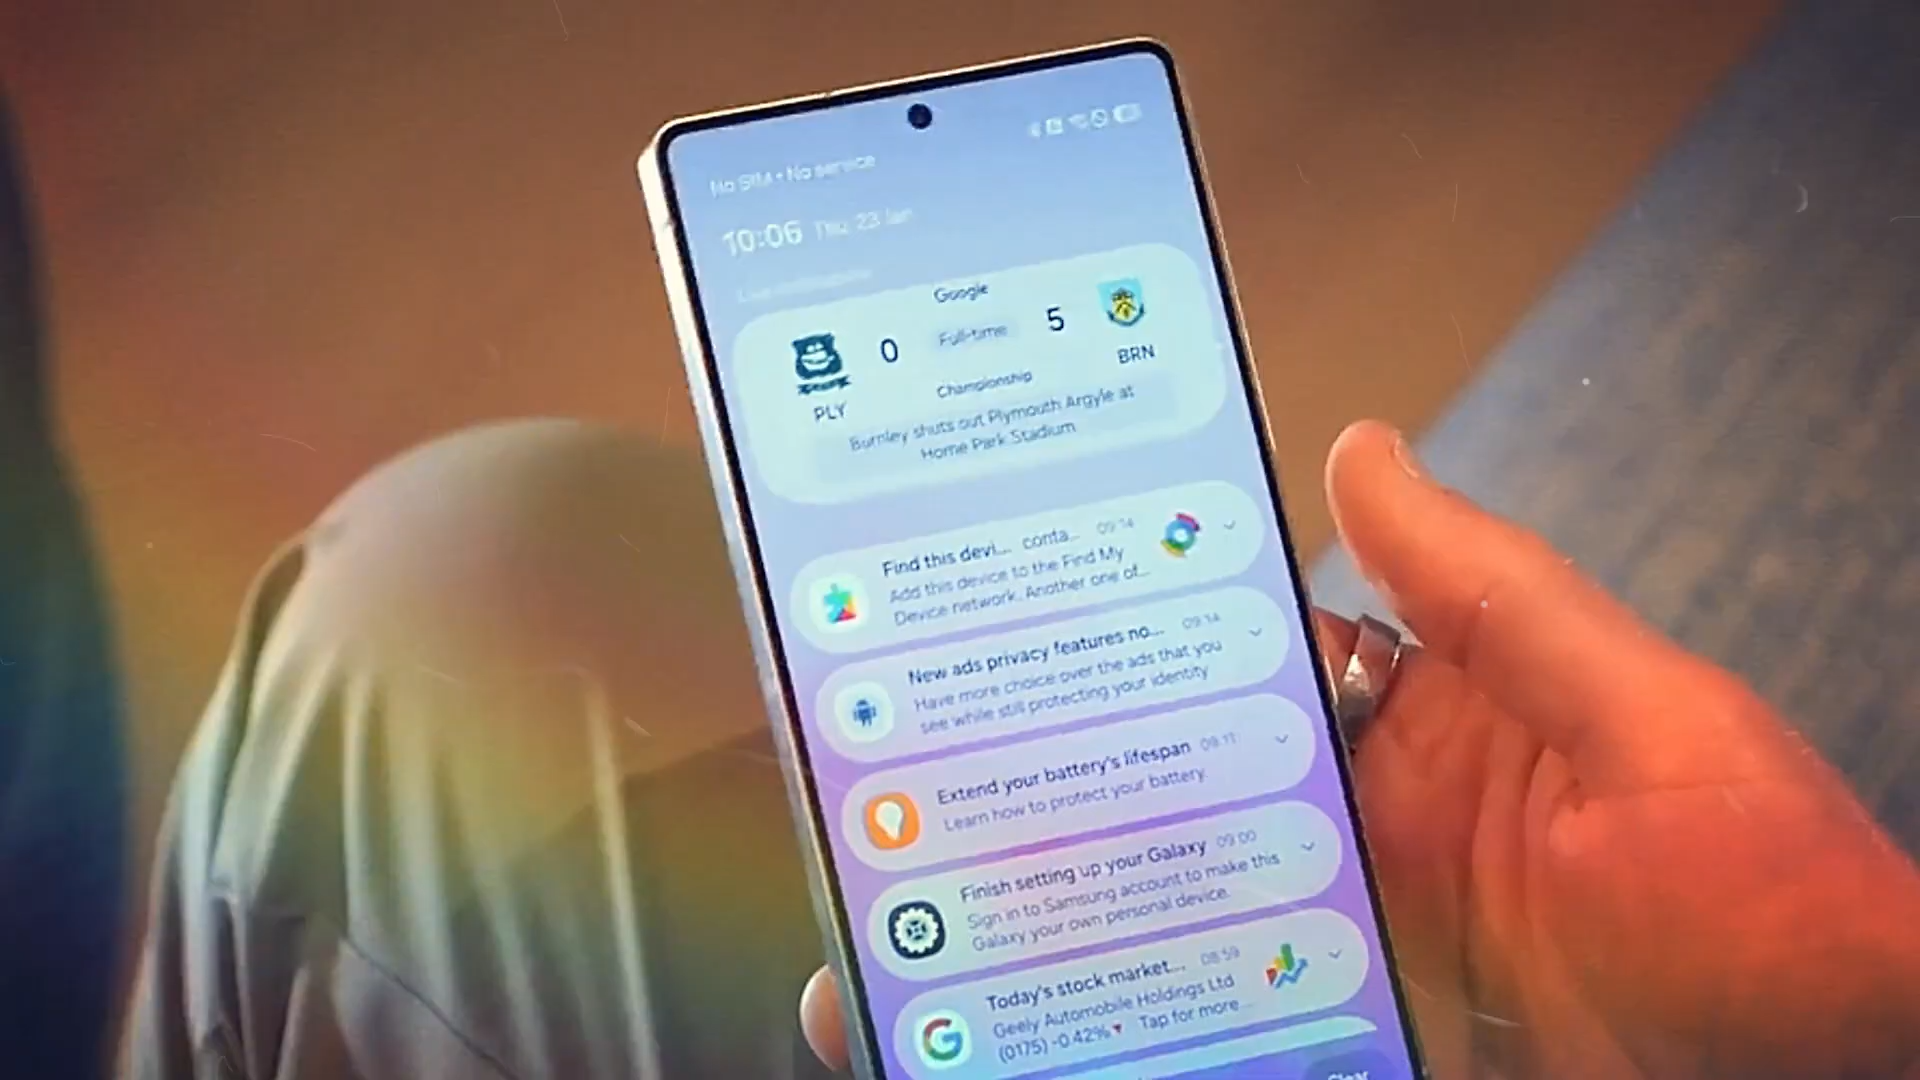 No SIM • No service
10:06 Thu, 23 Jan
Google
0 Full-time 5
PLY BRN
Championship
Burnley shuts out Plymouth Argyle at
Home Park Stadium
Find this devi... conta... 09:14
Add this device to the Find My
Device network. Another one of...
New ads privacy features no... 09:14
Have more choice over the ads that you
see while still protecting your identity
Extend your battery's lifespan 09:11
Learn how to protect your battery.
Finish setting up your Galaxy 09:00
Sign in to Samsung account to make this
Galaxy your own personal device.
Today's stock market... 08:59
Geely Automobile Holdings Ltd
(0175) -0.42% ▼ Tap for more...
Clear